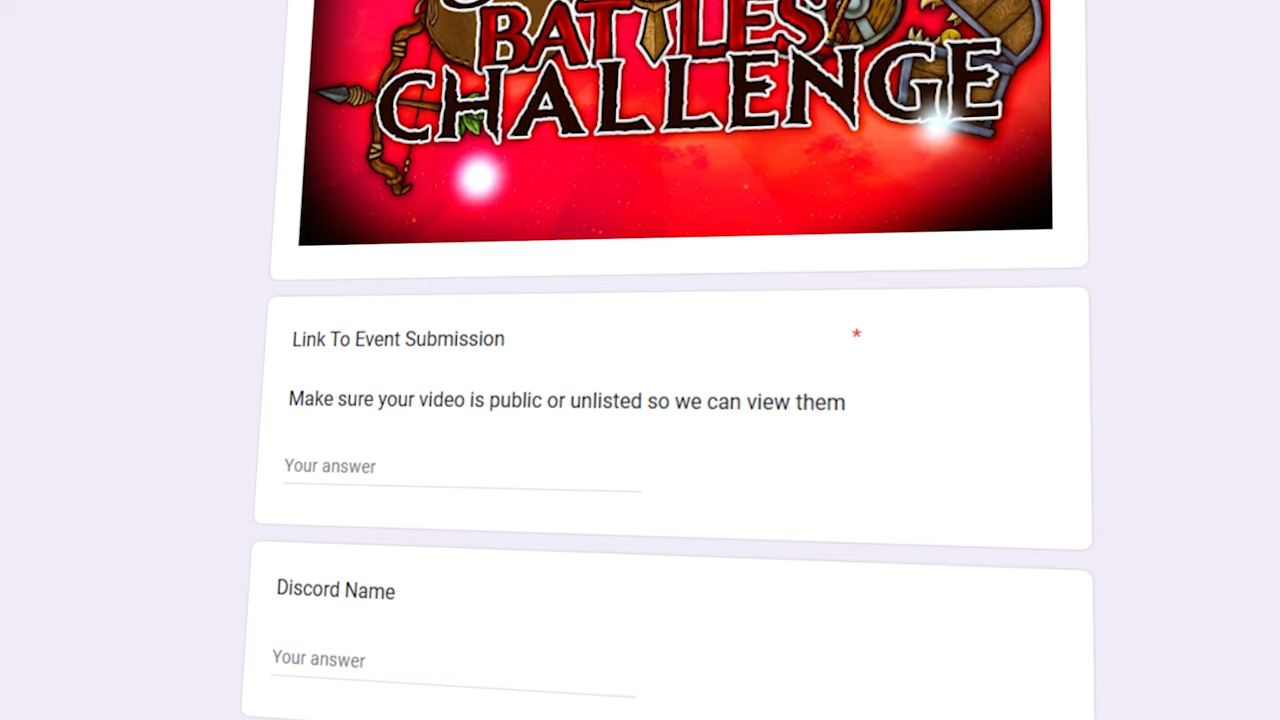 BATTLES
CHALLENGE
Link To Event Submission *
Make sure your video is public or unlisted so we can view them
Your answer
Discord Name
Your answer